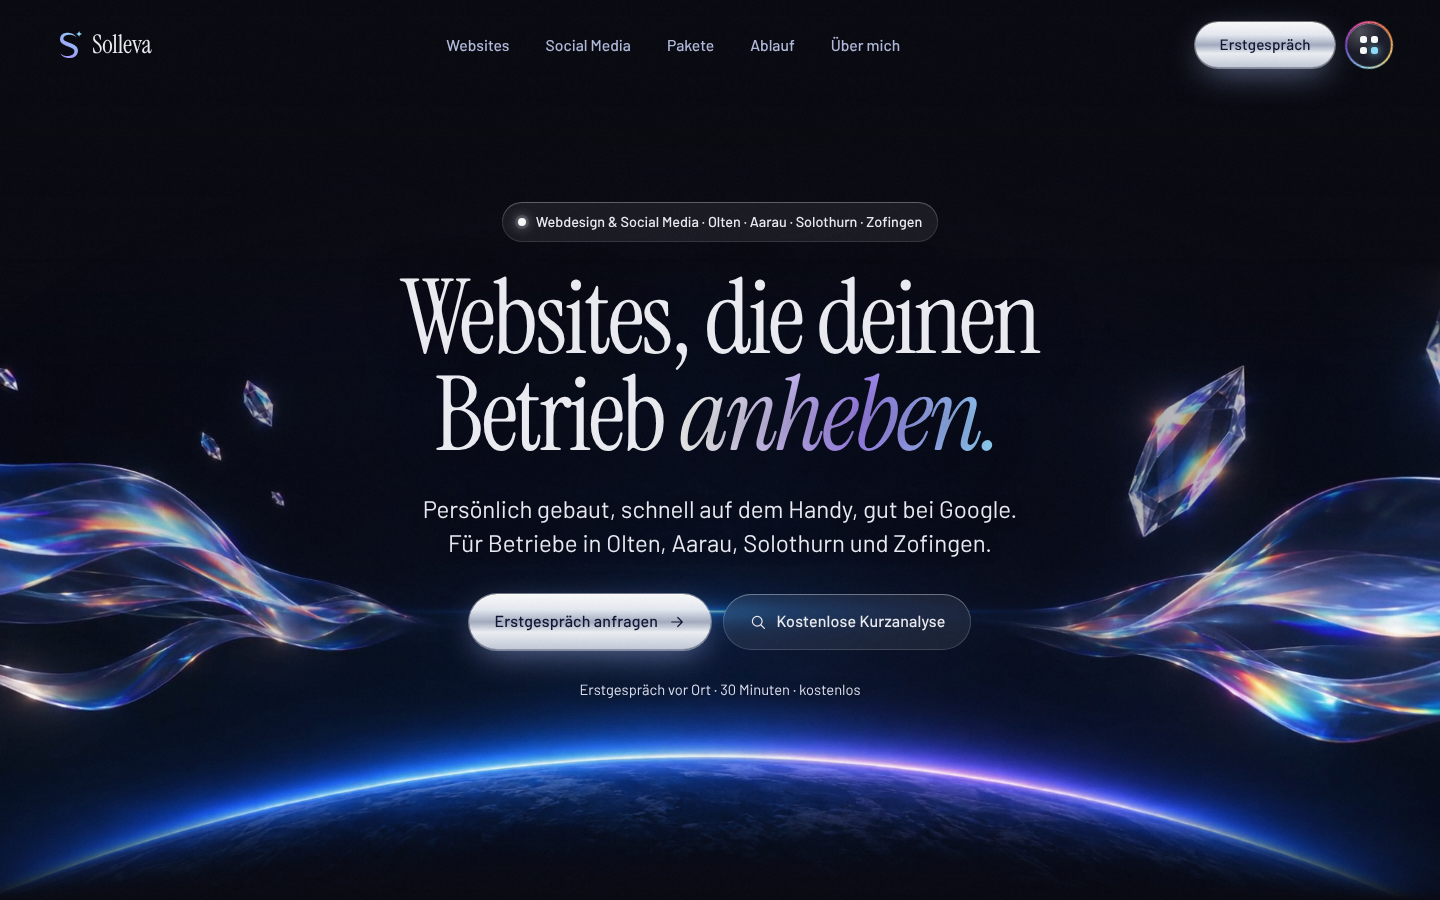 Solleva
Websites
Social Media
Pakete
Ablauf
Über mich
Erstgespräch
Webdesign & Social Media · Olten · Aarau · Solothurn · Zofingen
Websites, die deinen
Betrieb anheben.
Persönlich gebaut, schnell auf dem Handy, gut bei Google.
Für Betriebe in Olten, Aarau, Solothurn und Zofingen.
Erstgespräch anfragen →
Kostenlose Kurzanalyse
Erstgespräch vor Ort · 30 Minuten · kostenlos